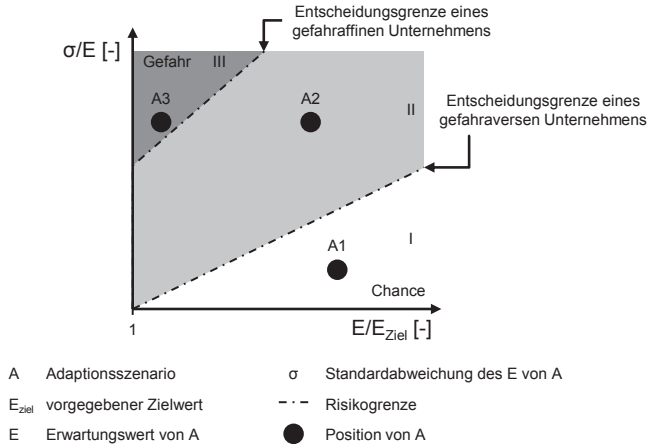 Entscheidungsgrenze eines
gefahraffinen Unternehmens
σ/E [-]
Gefahr III
A3
A2
II
Entscheidungsgrenze eines
gefahraversen Unternehmens
I
A1
Chance
1
E/E_Ziel [-]
A Adaptionsszenario
σ Standardabweichung des E von A
E_ziel vorgegebener Zielwert
Risikogrenze
E Erwartungswert von A
Position von A